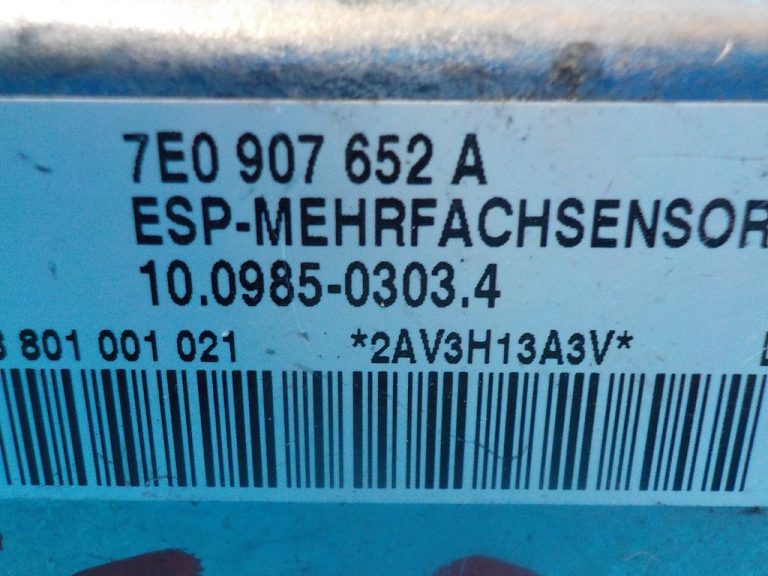 7E0 907 652 A
ESP-MEHRFACHSENSOR
10.0985-0303.4
801 001 021 *2AV3H13A3V*